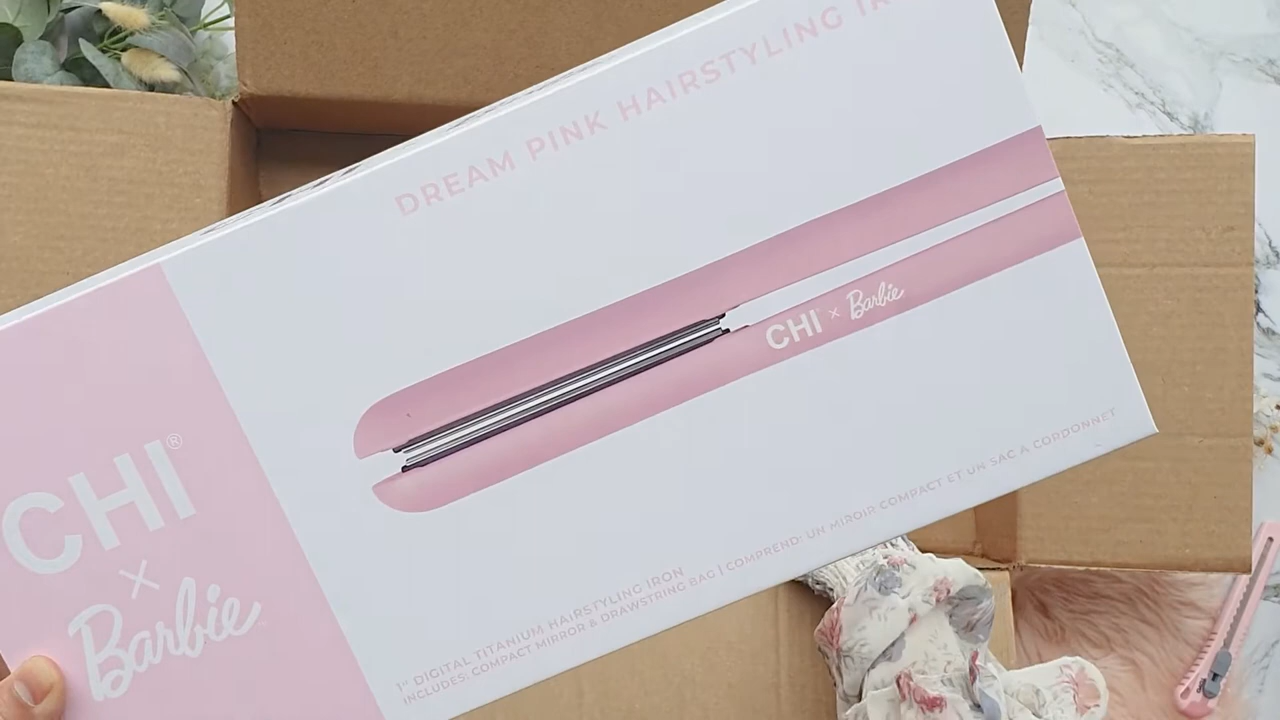 DREAM PINK HAIRSTYLING
CHI × Barbie
CHI®
×
Barbie
1" DIGITAL TITANIUM HAIRSTYLING IRON
INCLUDES: COMPACT MIRROR & DRAWSTRING BAG | COMPREND: UN MIROIR COMPACT ET UN SAC À CORDONNET